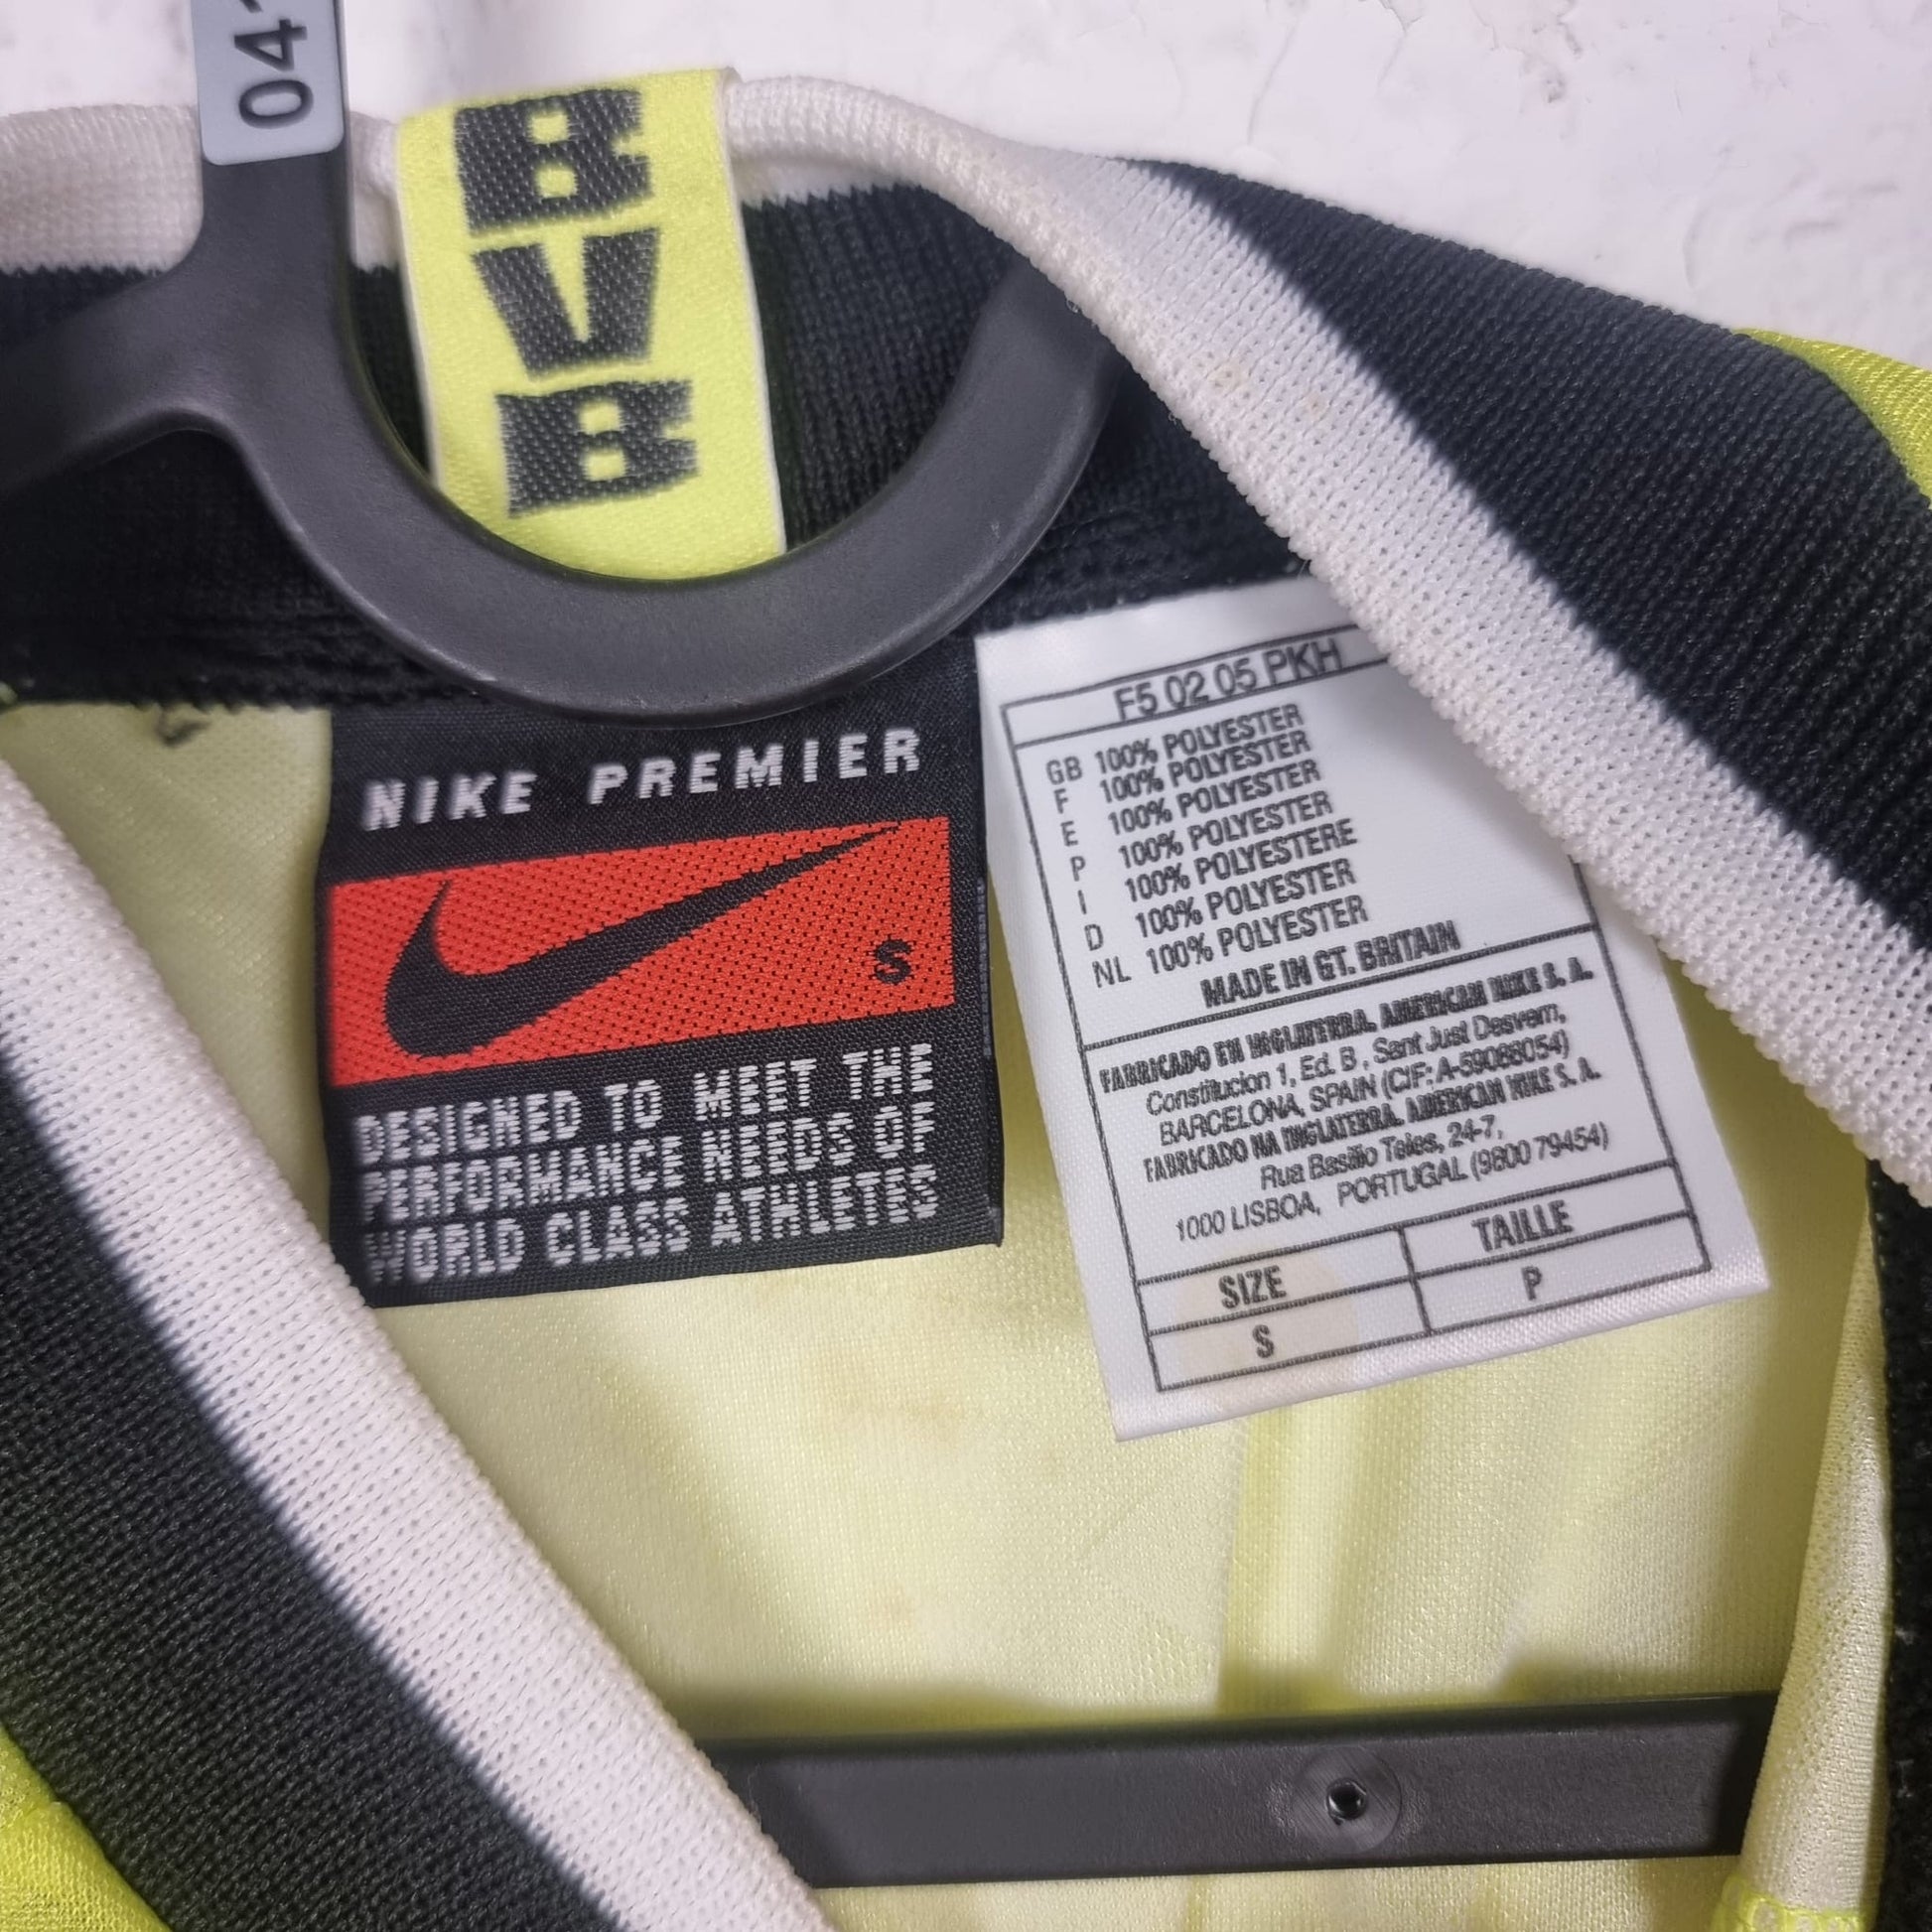 04
B
V
B
NIKE PREMIER
S
DESIGNED TO MEET THE
PERFORMANCE NEEDS OF
WORLD CLASS ATHLETES
F5 02 05 PKH
GB 100% POLYESTER
F 100% POLYESTER
E 100% POLYESTER
P 100% POLYESTER
I 100% POLYESTERE
D 100% POLYESTER
NL 100% POLYESTER
MADE IN GT. BRITAIN
FABRICADO EN INGLATERRA. AMERICAN NIKE S. A.
Constitucion 1, Ed. B , Sant Just Desvern,
BARCELONA, SPAIN (CIF: A-59088054)
FABRICADO NA INGLATERRA. AMERICAN NIKE S. A.
Rua Basilio Teles, 24-7,
1000 LISBOA, PORTUGAL (9800 79454)
SIZE TAILLE
S P